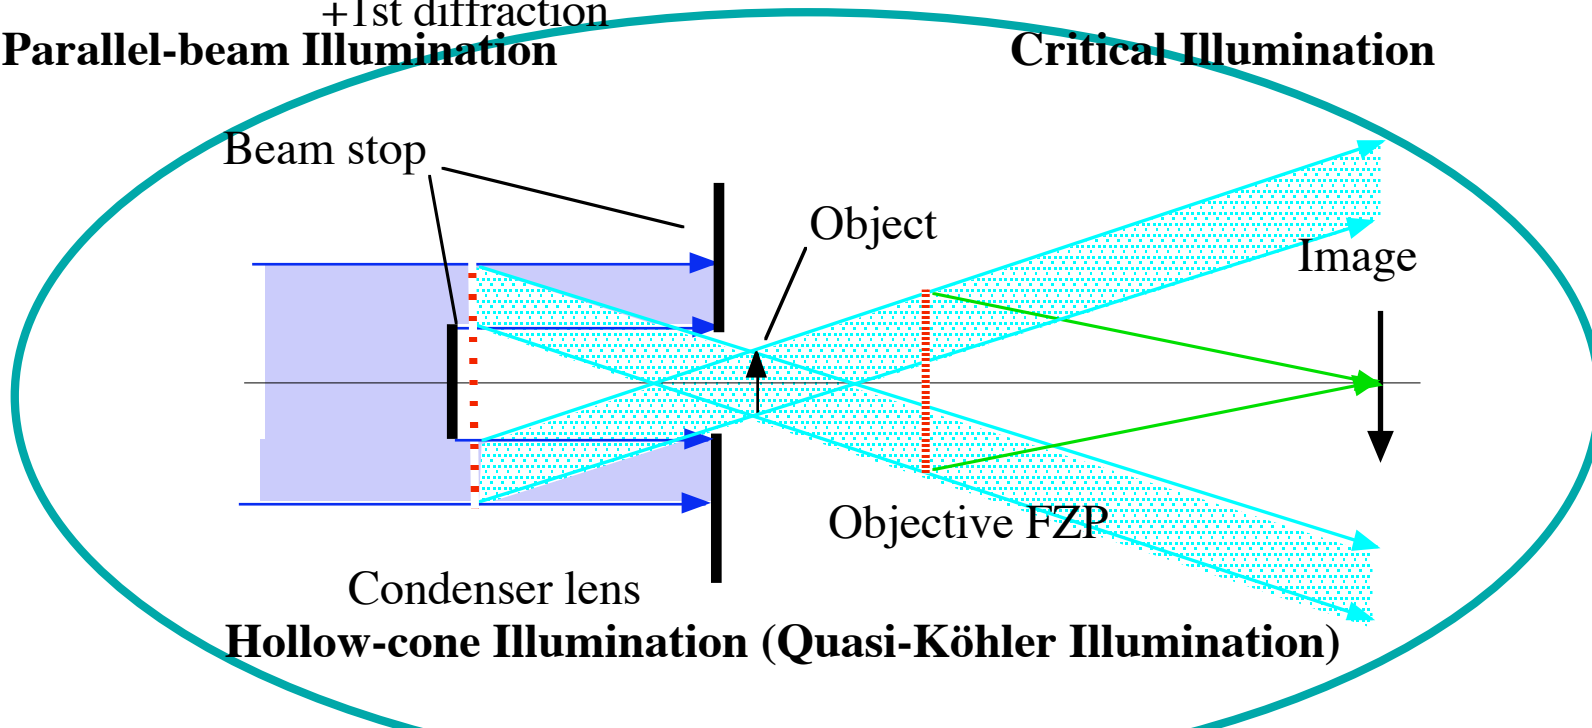 +1st diffraction
Parallel-beam Illumination
Critical Illumination
Beam stop
Object
Image
Objective FZP
Condenser lens
Hollow-cone Illumination (Quasi-Köhler Illumination)